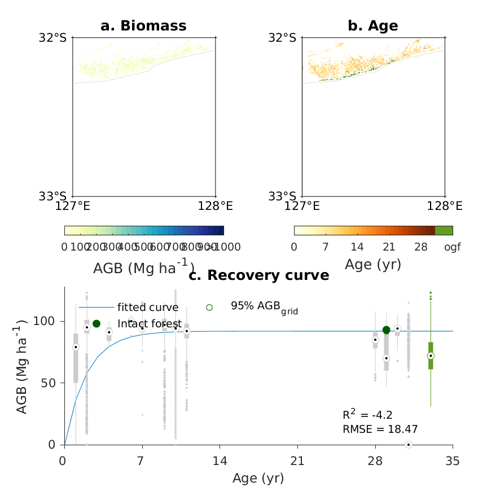 a. Biomass
b. Age
32°S
32°S
33°S
33°S
127°E
128°E
127°E
128°E
0 100 200 300 400 500 600 700 800 900 >1000
0 7 14 21 28 ogf
AGB (Mg ha⁻¹)
Age (yr)
c. Recovery curve
fitted curve
95% AGBgrid
Intact forest
100
50
0
AGB (Mg ha⁻¹)
R² = -4.2
RMSE = 18.47
0 7 14 21 28 35
Age (yr)